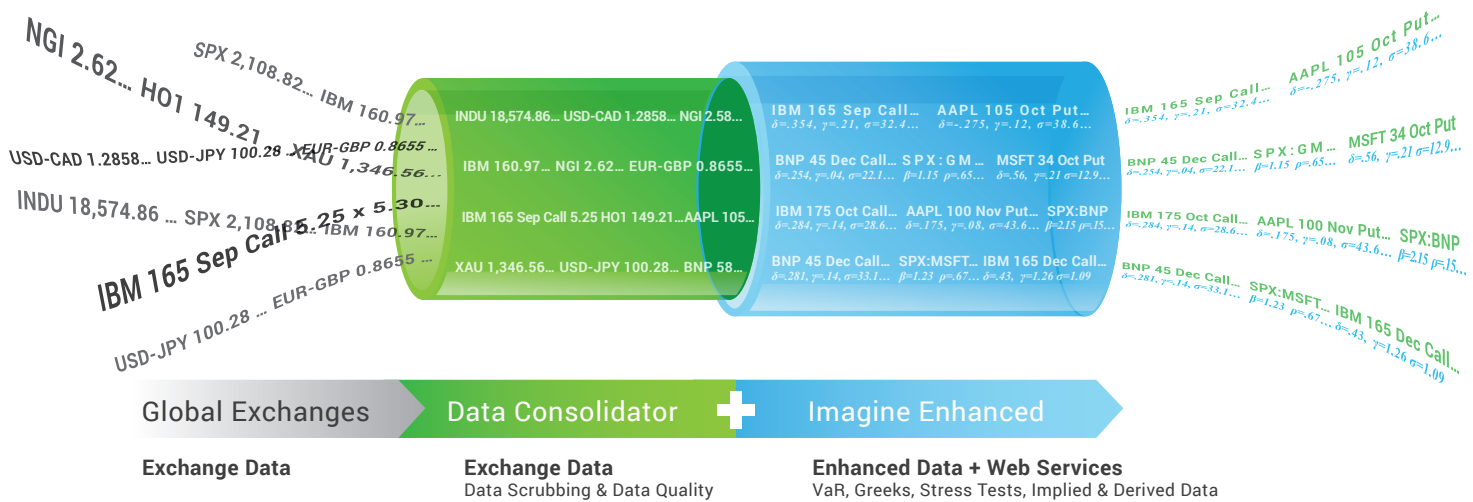 NGI 2.62... HO1 149.21
SPX 2,108.82... IBM 160.97...
USD-CAD 1.2858... USD-JPY 100.28 ... EUR-GBP 0.8655 ...
XAU 1,346.56...
INDU 18,574.86 ... SPX 2,108.82... IBM 160.97...
IBM 165 Sep Call 5.25 x 5.30...
USD-JPY 100.28 ... EUR-GBP 0.8655 ...
INDU 18,574.86... USD-CAD 1.2858... NGI 2.58...
IBM 160.97... NGI 2.62... EUR-GBP 0.8655...
IBM 165 Sep Call 5.25 HO1 149.21...AAPL 105...
XAU 1,346.56... USD-JPY 100.28... BNP 58...
IBM 165 Sep Call... AAPL 105 Oct Put...
δ=.354, γ=.21, σ=32.4... δ=-.275, γ=.12, σ=38.6...
BNP 45 Dec Call... SPX:GM... MSFT 34 Oct Put
δ=.254, γ=.04, σ=22.1... β=1.15 ρ=.65... δ=.56, γ=.21 σ=12.9...
IBM 175 Oct Call... AAPL 100 Nov Put... SPX:BNP
δ=.284, γ=.14, σ=28.6... δ=.175, γ=.08, σ=43.6... β=2.15 ρ=.15...
BNP 45 Dec Call... SPX:MSFT... IBM 165 Dec Call...
δ=.281, γ=.14, σ=33.1... β=1.23 ρ=.67... δ=.43, γ=1.26 σ=1.09
IBM 165 Sep Call... AAPL 105 Oct Put...
δ=.354, γ=.21, σ=32.4... δ=-.275, γ=.12, σ=38.6...
BNP 45 Dec Call... SPX:GM... MSFT 34 Oct Put
δ=.254, γ=.04, σ=22.1... β=1.15 ρ=.65... δ=.56, γ=.21 σ=12.9...
IBM 175 Oct Call... AAPL 100 Nov Put... SPX:BNP
δ=.284, γ=.14, σ=28.6... δ=.175, γ=.08, σ=43.6... β=2.15 ρ=.15...
BNP 45 Dec Call... SPX:MSFT... IBM 165 Dec Call...
δ=.281, γ=.14, σ=33.1... β=1.23 ρ=.67... δ=.43, γ=1.26 σ=1.09
Global Exchanges
Data Consolidator
Imagine Enhanced
Exchange Data
Exchange Data
Data Scrubbing & Data Quality
Enhanced Data + Web Services
VaR, Greeks, Stress Tests, Implied & Derived Data